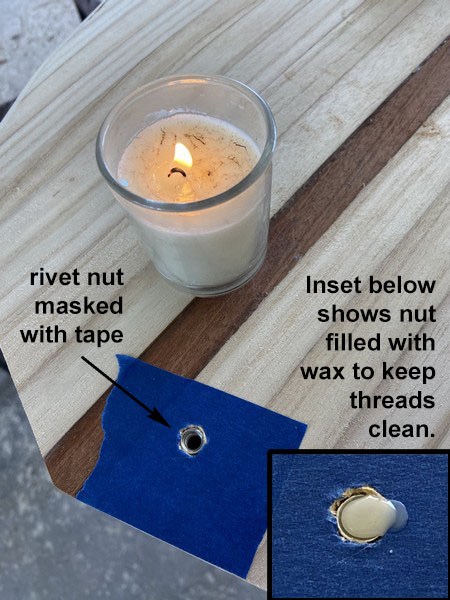 rivet nut
masked
with tape
Inset below
shows nut
filled with
wax to keep
threads
clean.